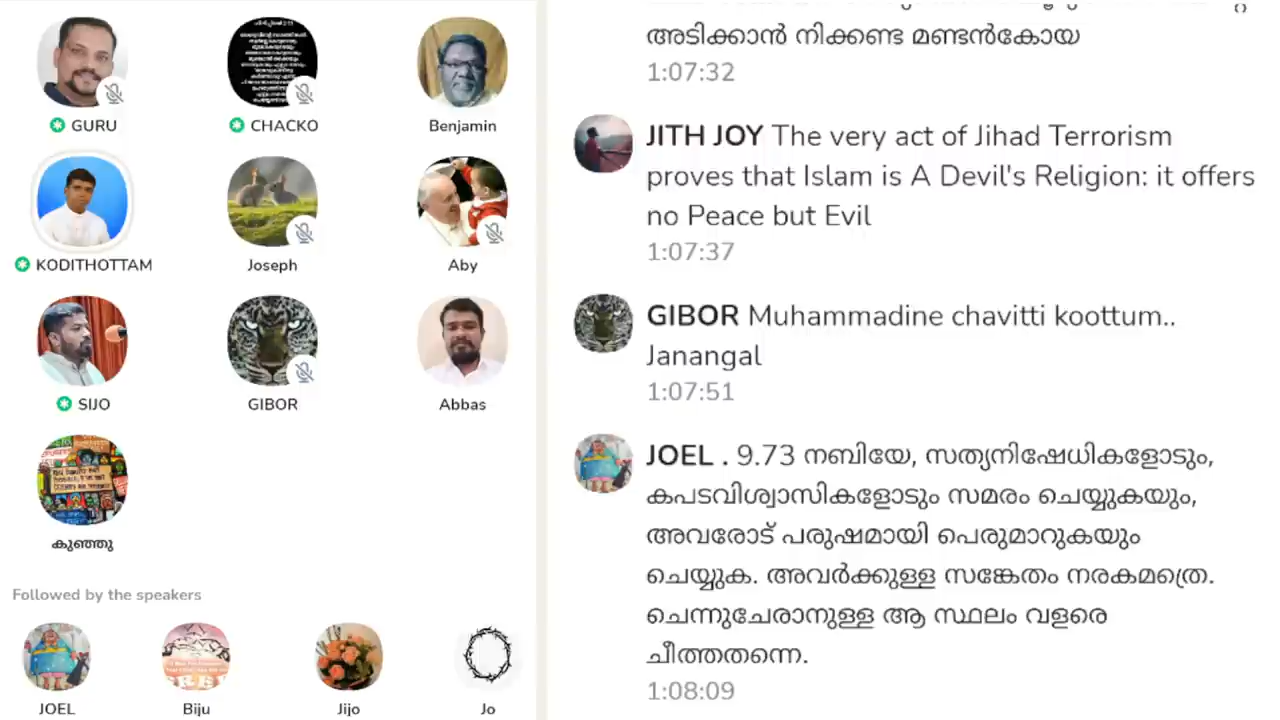 GURU
CHACKO
Benjamin
KODITHOTTAM
Joseph
Aby
SIJO
GIBOR
Abbas
കുഞ്ഞു
Followed by the speakers
JOEL
Biju
Jijo
Jo
അടിക്കാൻ നിക്കണ്ട മണ്ടൻകോയ
1:07:32
JITH JOY The very act of Jihad Terrorism
proves that Islam is A Devil's Religion: it offers
no Peace but Evil
1:07:37
GIBOR Muhammadine chavitti koottum..
Janangal
1:07:51
JOEL . 9.73 നബിയേ, സത്യനിഷേധികളോടും,
കപടവിശ്വാസികളോടും സമരം ചെയ്യുകയും,
അവരോട് പരുഷമായി പെരുമാറുകയും
ചെയ്യുക. അവർക്കുള്ള സങ്കേതം നരകമത്രെ.
ചെന്നുചേരാനുള്ള ആ സ്ഥലം വളരെ
ചീത്തതന്നെ.
1:08:09